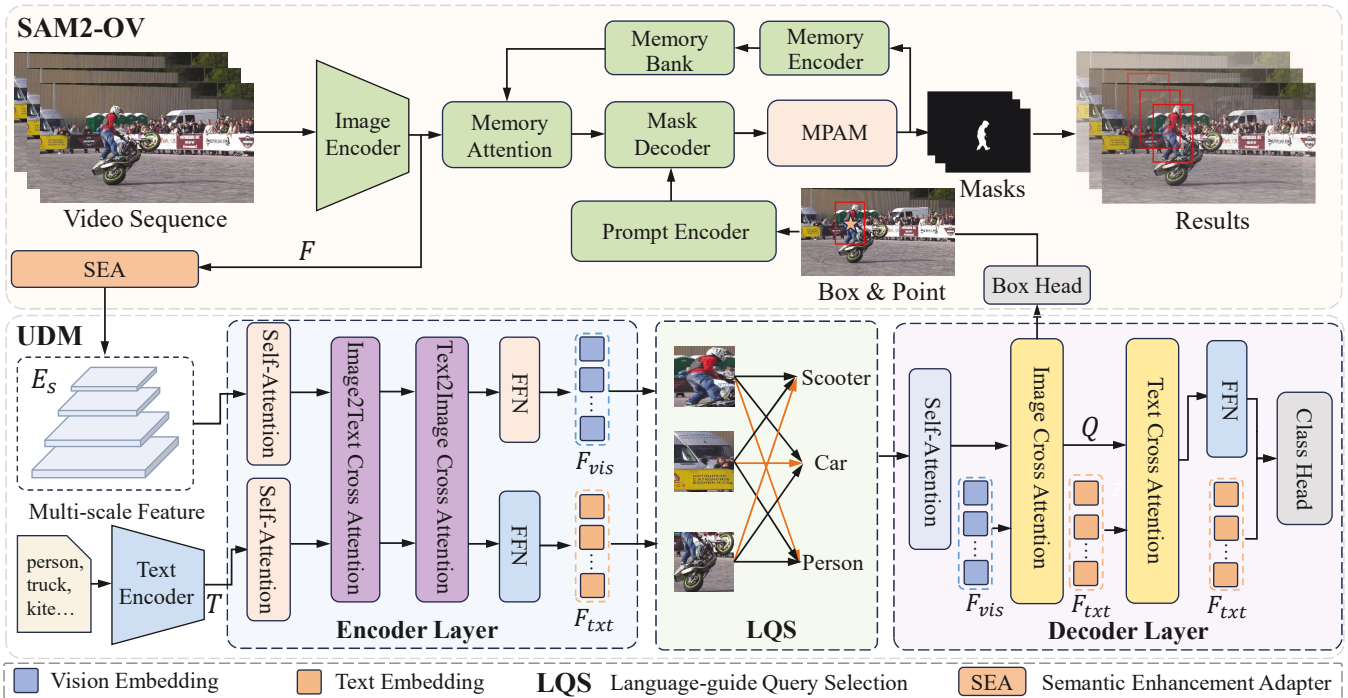 SAM2-OV
Video Sequence
Image
Encoder
Memory
Attention
Memory
Bank
Memory
Encoder
Mask
Decoder
MPAM
Masks
Results
Prompt Encoder
Box & Point
Box Head
F
SEA
UDM
E_s
Multi-scale Feature
person,
truck,
kite…
Text
Encoder
T
Self-Attention
Self-Attention
Image2Text Cross Attention
Text2Image Cross Attention
FFN
FFN
F_vis
F_txt
Encoder Layer
Scooter
Car
Person
LQS
Self-Attention
F_vis
Image Cross Attention
Q
F_txt
Text Cross Attention
FFN
F_txt
Class Head
Decoder Layer
Vision Embedding
Text Embedding
LQS Language-guide Query Selection
SEA Semantic Enhancement Adapter